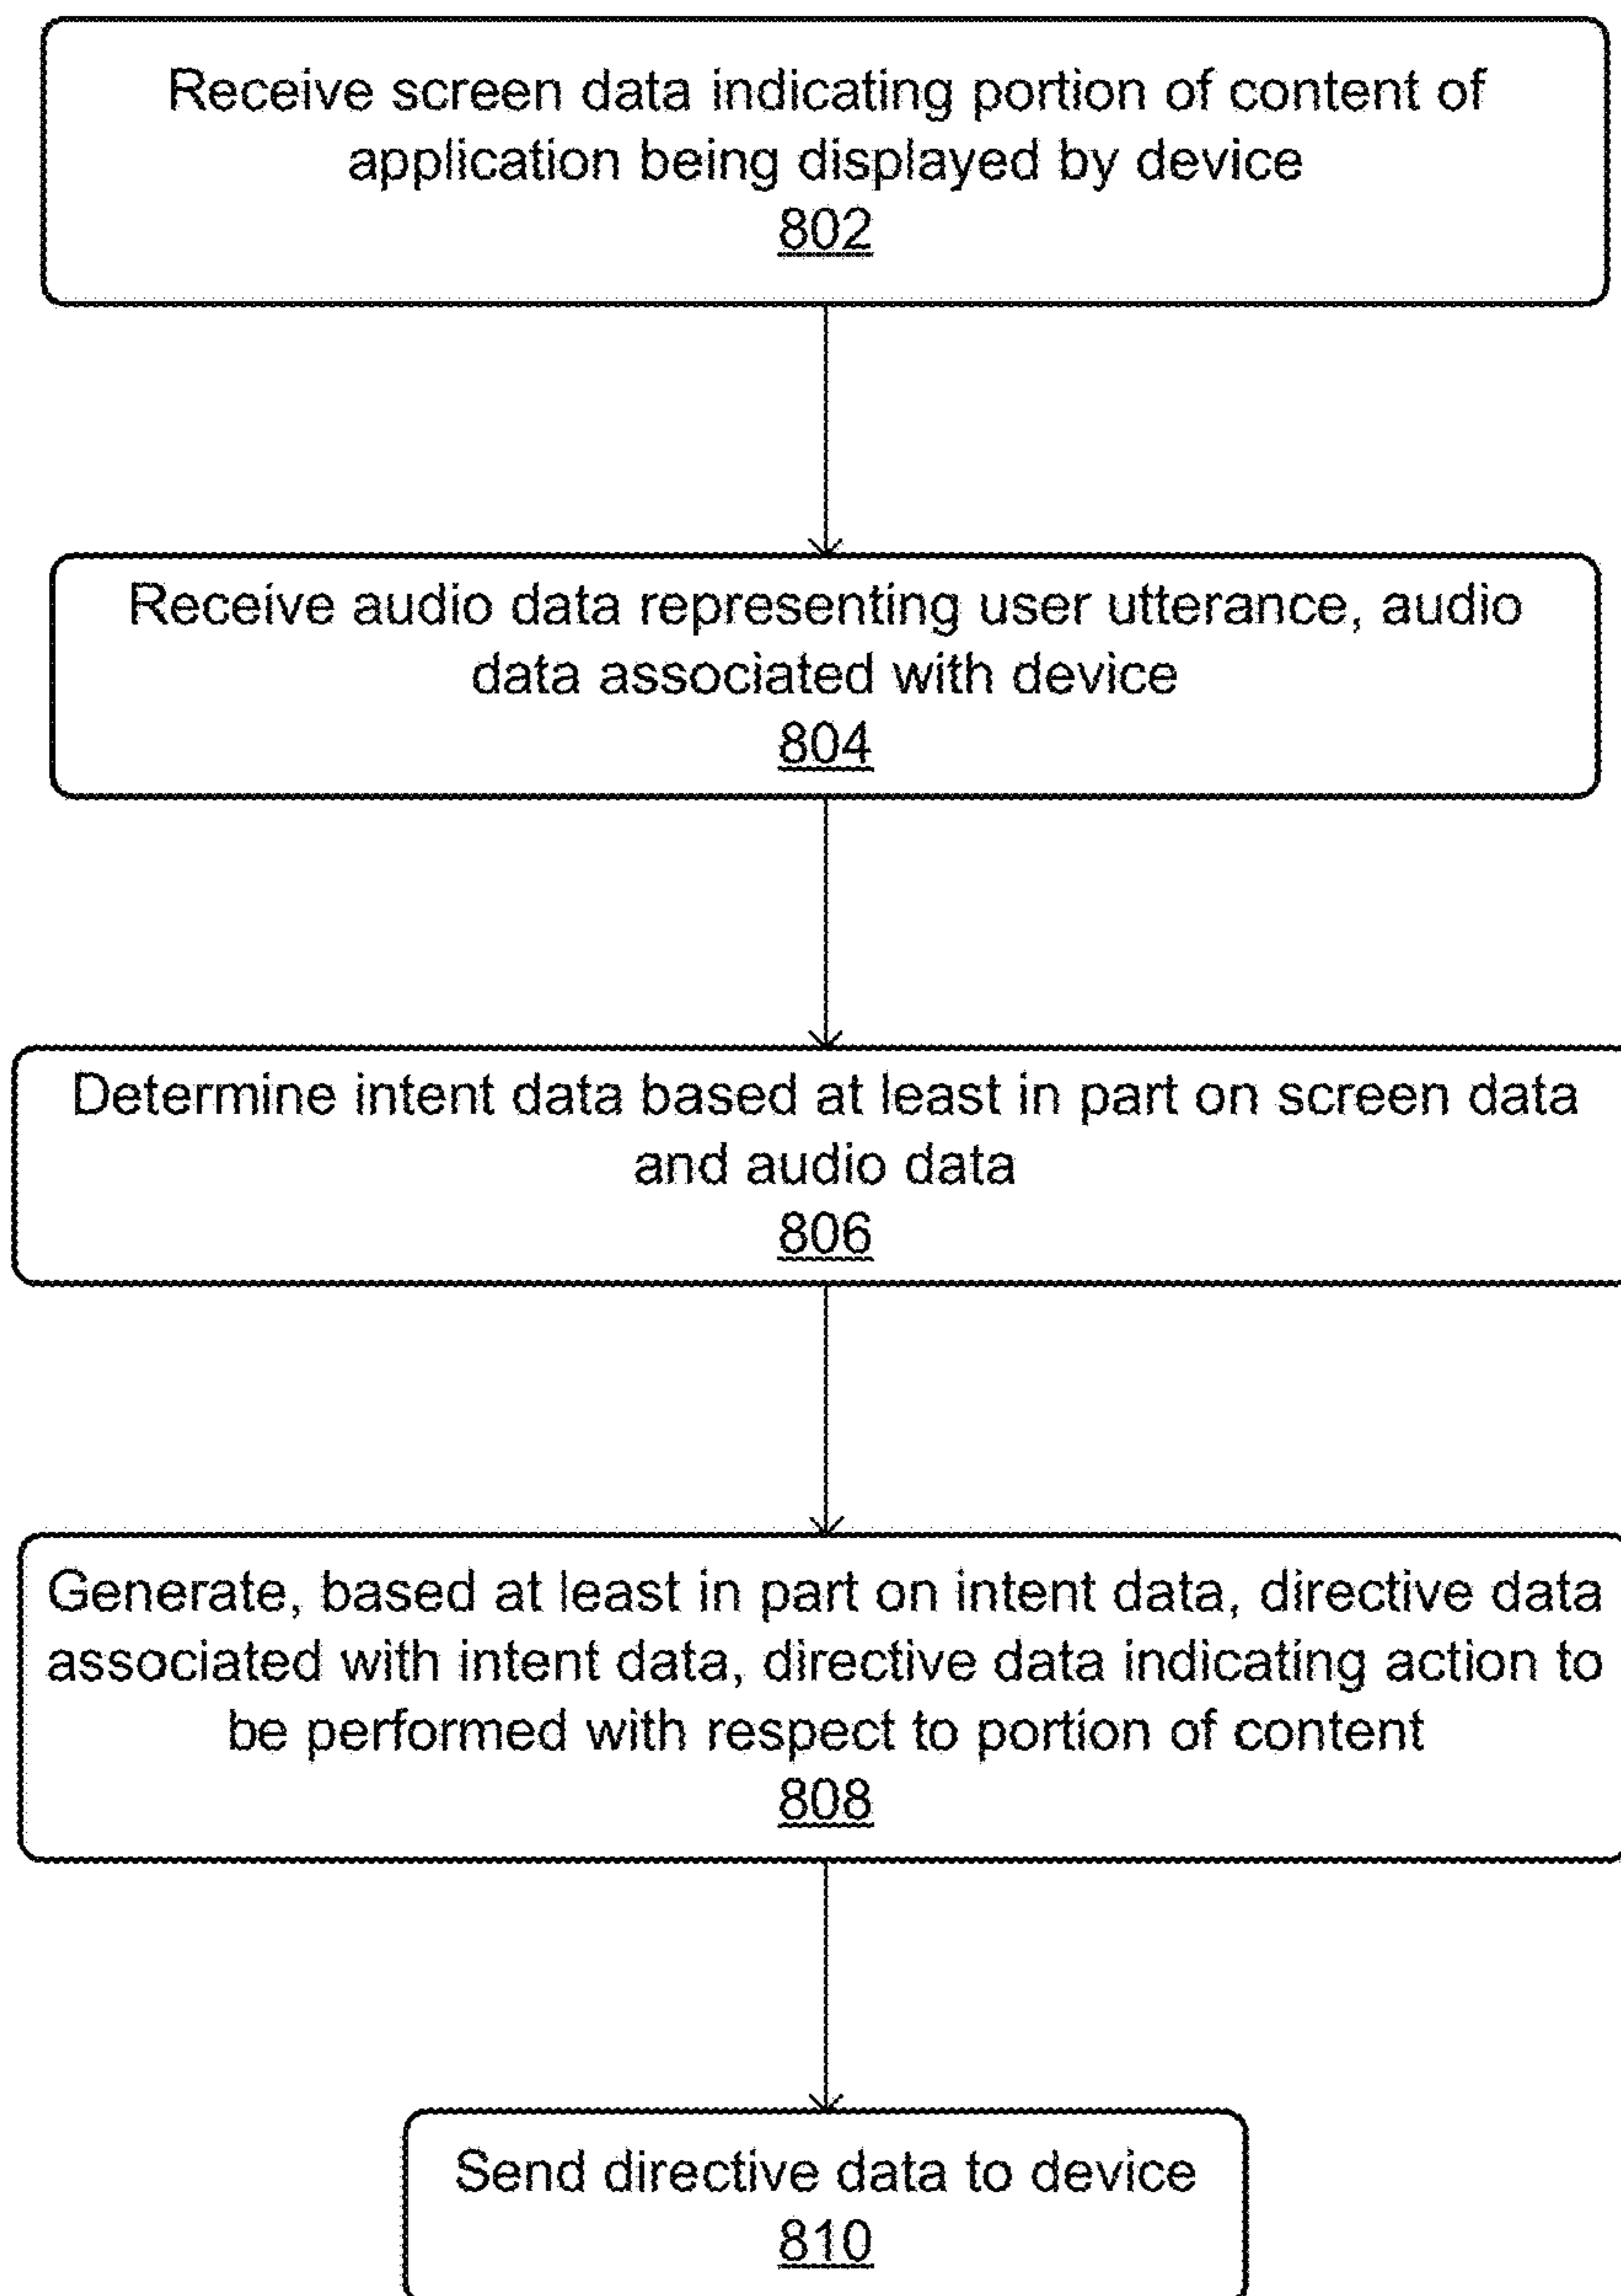 Receive screen data indicating portion of content of
application being displayed by device
802
Receive audio data representing user utterance, audio
data associated with device
804
Determine intent data based at least in part on screen data
and audio data
806
Generate, based at least in part on intent data, directive data
associated with intent data, directive data indicating action to
be performed with respect to portion of content
808
Send directive data to device
810